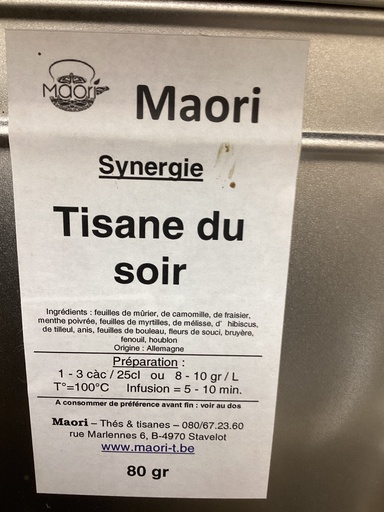 Maori
Maori
Synergie
Tisane du
soir
Ingrédients : feuilles de mûrier, de camomille, de fraisier,
menthe poivrée, feuilles de myrtilles, de mélisse, d' hibiscus,
de tilleul, anis, feuilles de bouleau, fleurs de souci, bruyère,
fenouil, houblon
Origine : Allemagne
Préparation :
1 - 3 càc / 25cl ou 8 - 10 gr / L
T°=100°C Infusion = 5 - 10 min.
A consommer de préférence avant fin : voir au dos
Maori – Thés & tisanes – 080/67.23.60
rue Marlennes 6, B-4970 Stavelot
www.maori-t.be
80 gr